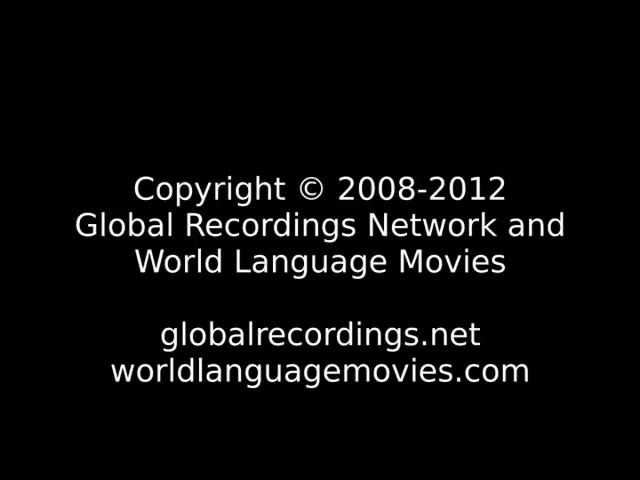 Copyright © 2008-2012
Global Recordings Network and
World Language Movies
globalrecordings.net
worldlanguagemovies.com